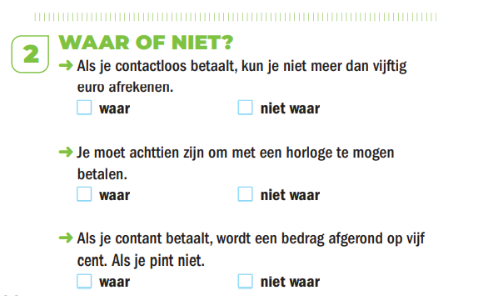 2
WAAR OF NIET?
➔ Als je contactloos betaalt, kun je niet meer dan vijftig
euro afrekenen.
waar niet waar
➔ Je moet achttien zijn om met een horloge te mogen
betalen.
waar niet waar
➔ Als je contant betaalt, wordt een bedrag afgerond op vijf
cent. Als je pint niet.
waar niet waar